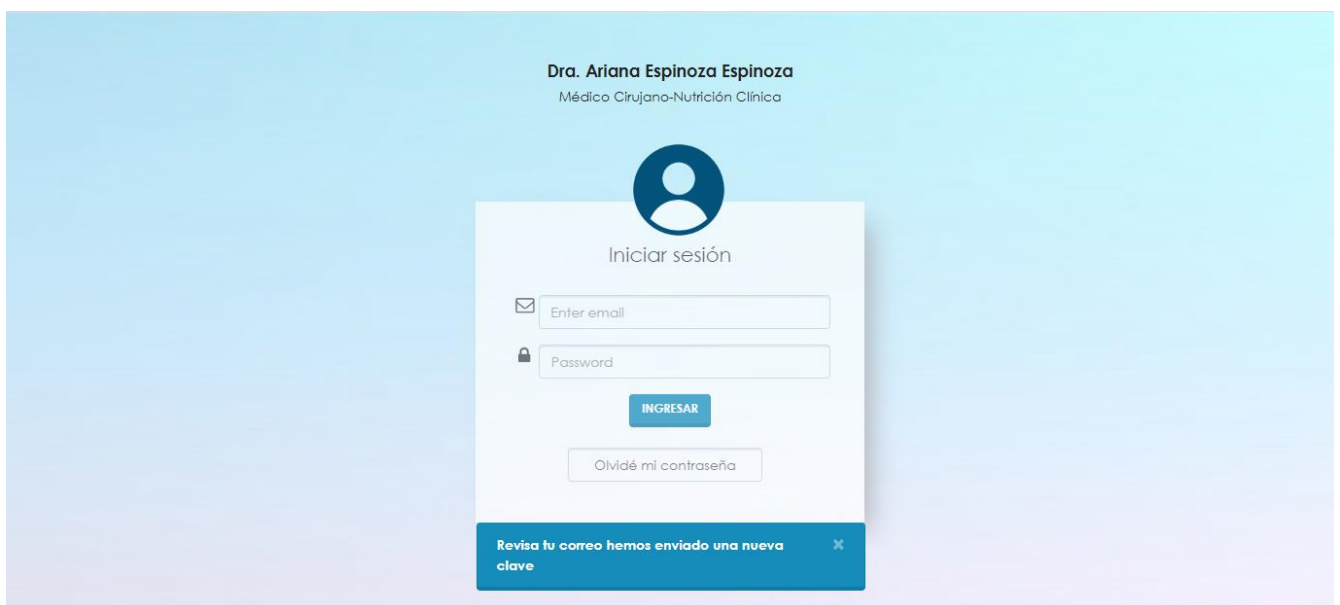 Dra. Ariana Espinoza Espinoza
Médico Cirujano-Nutrición Clínica
Iniciar sesión
Enter email
Password
INGRESAR
Olvidé mi contraseña
Revisa tu correo hemos enviado una nueva
clave